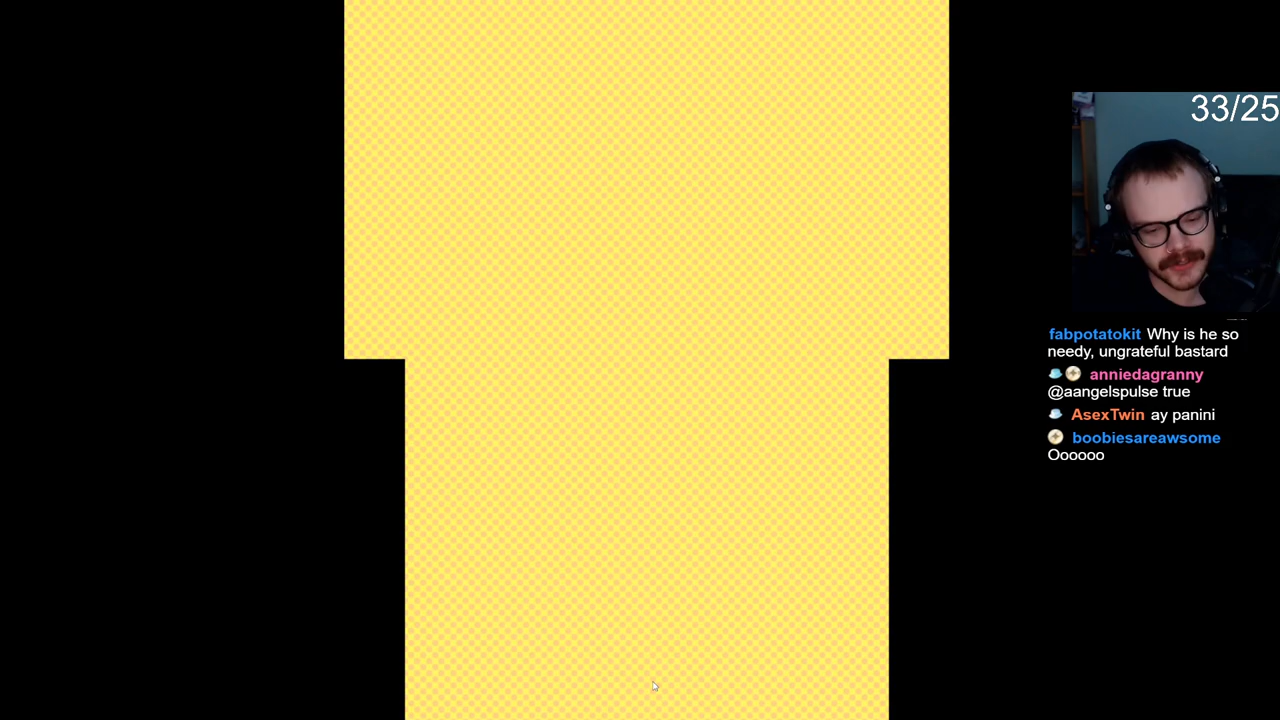 33/25
fabpotatokit Why is he so
needy, ungrateful bastard
anniedagranny
@aangelspulse true
AsexTwin ay panini
boobiesareawsome
Oooooo